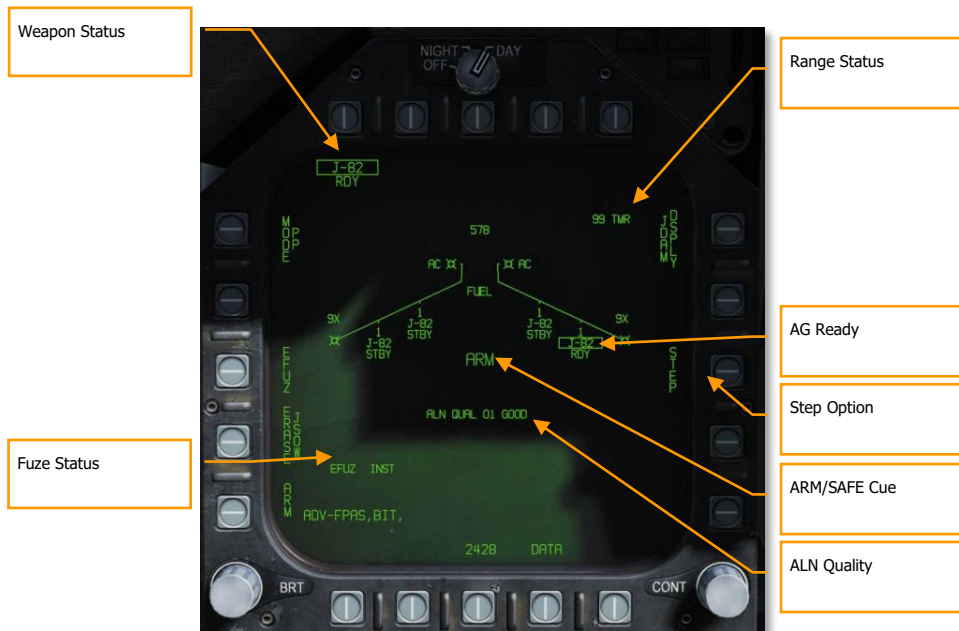 Weapon Status
NIGHT
DAY
OFF
Range Status
J-82
RDY
99 TMR
MODE
PP
578
JDAM
DSPLY
AC
AC
FUEL
9X
9X
1
J-82
STBY
1
J-82
STBY
1
J-82
STBY
1
J-82
RDY
AG Ready
EFUZ
ARM
STEP
Step Option
ERASE
JSOW
ALN QUAL 01 GOOD
Fuze Status
EFUZ INST
ARM/SAFE Cue
ARM
ADV-FPAS,BIT,
2428
DATA
ALN Quality
BRT
CONT